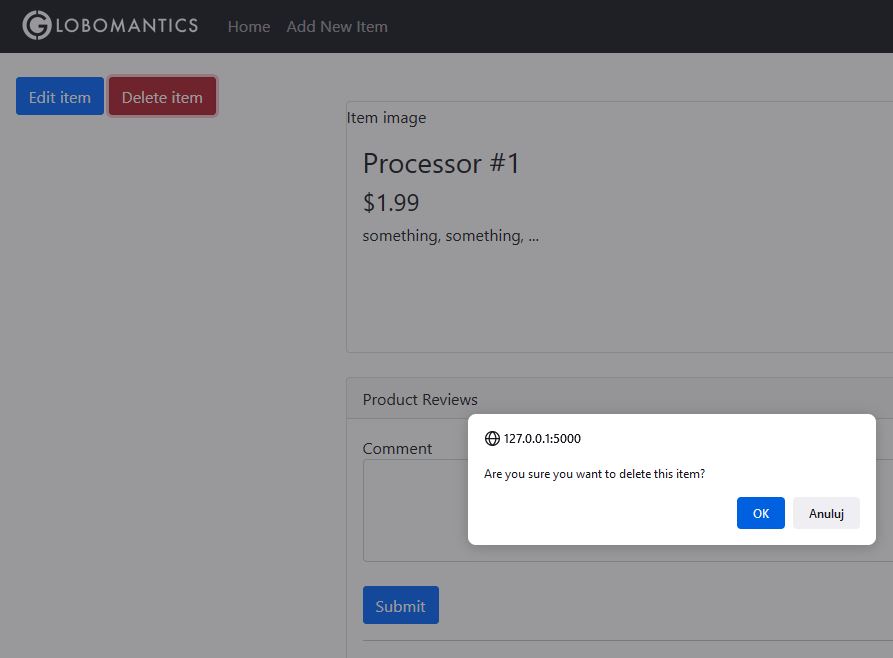 GLOBOMANTICS Home Add New Item
Edit item Delete item
Item image
Processor #1
$1.99
something, something, ...
Product Reviews
Comment
127.0.0.1:5000
Are you sure you want to delete this item?
OK Anuluj
Submit